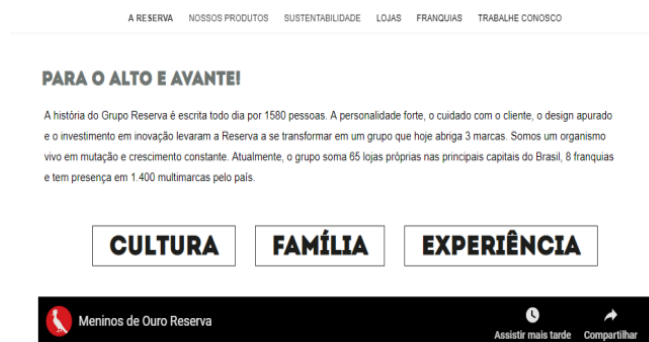 A RESERVA NOSSOS PRODUTOS SUSTENTABILIDADE LOJAS FRANQUIAS TRABALHE CONOSCO
PARA O ALTO E AVANTE!
A história do Grupo Reserva é escrita todo dia por 1580 pessoas. A personalidade forte, o cuidado com o cliente, o design apurado
e o investimento em inovação levaram a Reserva a se transformar em um grupo que hoje abriga 3 marcas. Somos um organismo
vivo em mutação e crescimento constante. Atualmente, o grupo soma 65 lojas próprias nas principais capitais do Brasil, 8 franquias
e tem presença em 1.400 multimarcas pelo país.
CULTURA FAMÍLIA EXPERIÊNCIA
Meninos de Ouro Reserva
Assistir mais tarde Compartilhar